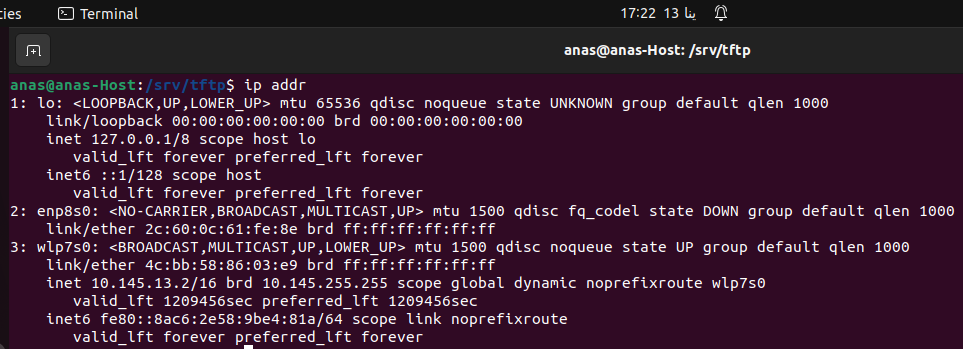 ies Terminal 17:22 13 ينا
anas@anas-Host: /srv/tftp
anas@anas-Host:/srv/tftp$ ip addr
1: lo: <LOOPBACK,UP,LOWER_UP> mtu 65536 qdisc noqueue state UNKNOWN group default qlen 1000
    link/loopback 00:00:00:00:00:00 brd 00:00:00:00:00:00
    inet 127.0.0.1/8 scope host lo
       valid_lft forever preferred_lft forever
    inet6 ::1/128 scope host
       valid_lft forever preferred_lft forever
2: enp8s0: <NO-CARRIER,BROADCAST,MULTICAST,UP> mtu 1500 qdisc fq_codel state DOWN group default qlen 1000
    link/ether 2c:60:0c:61:fe:8e brd ff:ff:ff:ff:ff:ff
3: wlp7s0: <BROADCAST,MULTICAST,UP,LOWER_UP> mtu 1500 qdisc noqueue state UP group default qlen 1000
    link/ether 4c:bb:58:86:03:e9 brd ff:ff:ff:ff:ff:ff
    inet 10.145.13.2/16 brd 10.145.255.255 scope global dynamic noprefixroute wlp7s0
       valid_lft 1209456sec preferred_lft 1209456sec
    inet6 fe80::8ac6:2e58:9be4:81a/64 scope link noprefixroute
       valid_lft forever preferred_lft forever